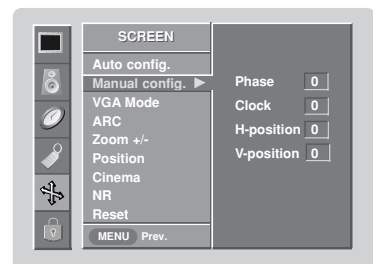 SCREEN
Auto config.
Manual config. ▶
VGA Mode
ARC
Zoom +/-
Position
Cinema
NR
Reset
MENU Prev.
Phase 0
Clock 0
H-position 0
V-position 0